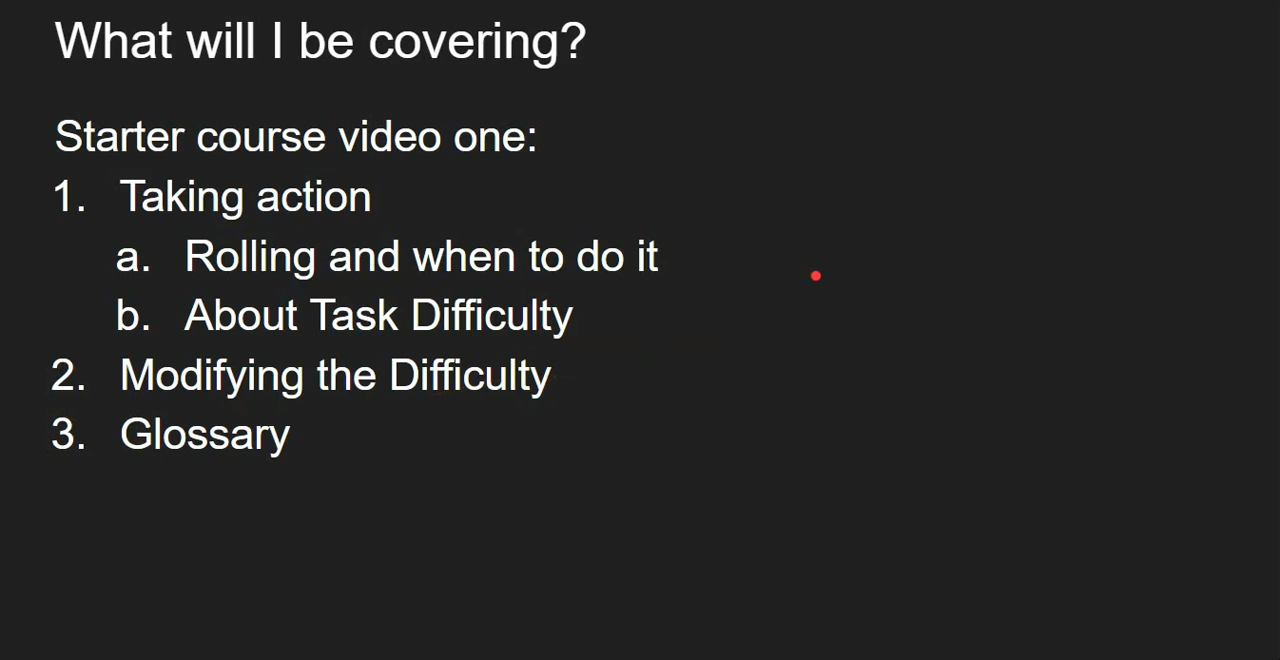 What will I be covering?
Starter course video one:
1. Taking action
a. Rolling and when to do it
b. About Task Difficulty
2. Modifying the Difficulty
3. Glossary